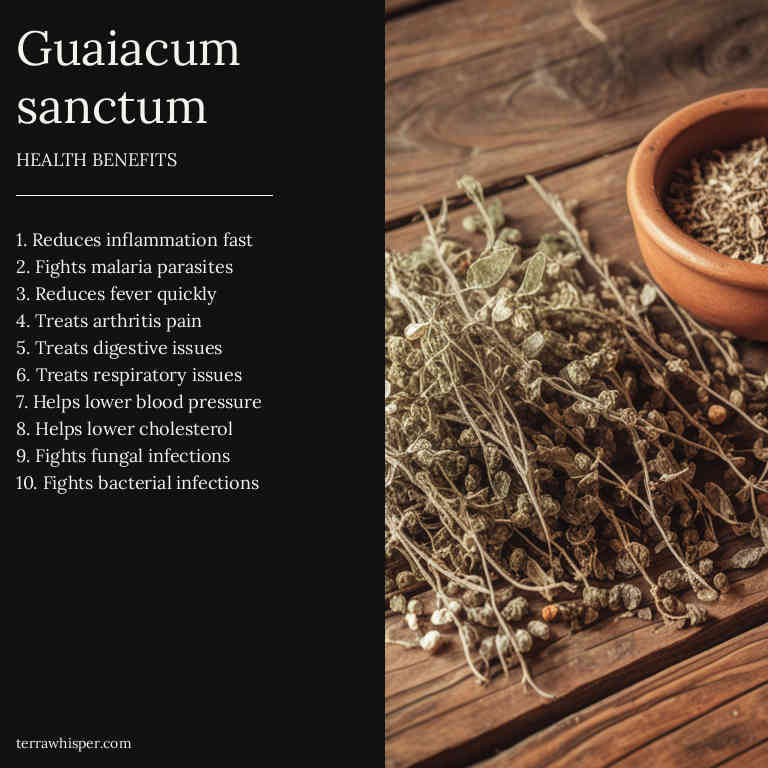 Guaiacum
sanctum
HEALTH BENEFITS
1. Reduces inflammation fast
2. Fights malaria parasites
3. Reduces fever quickly
4. Treats arthritis pain
5. Treats digestive issues
6. Treats respiratory issues
7. Helps lower blood pressure
8. Helps lower cholesterol
9. Fights fungal infections
10. Fights bacterial infections
terrawhisper.com